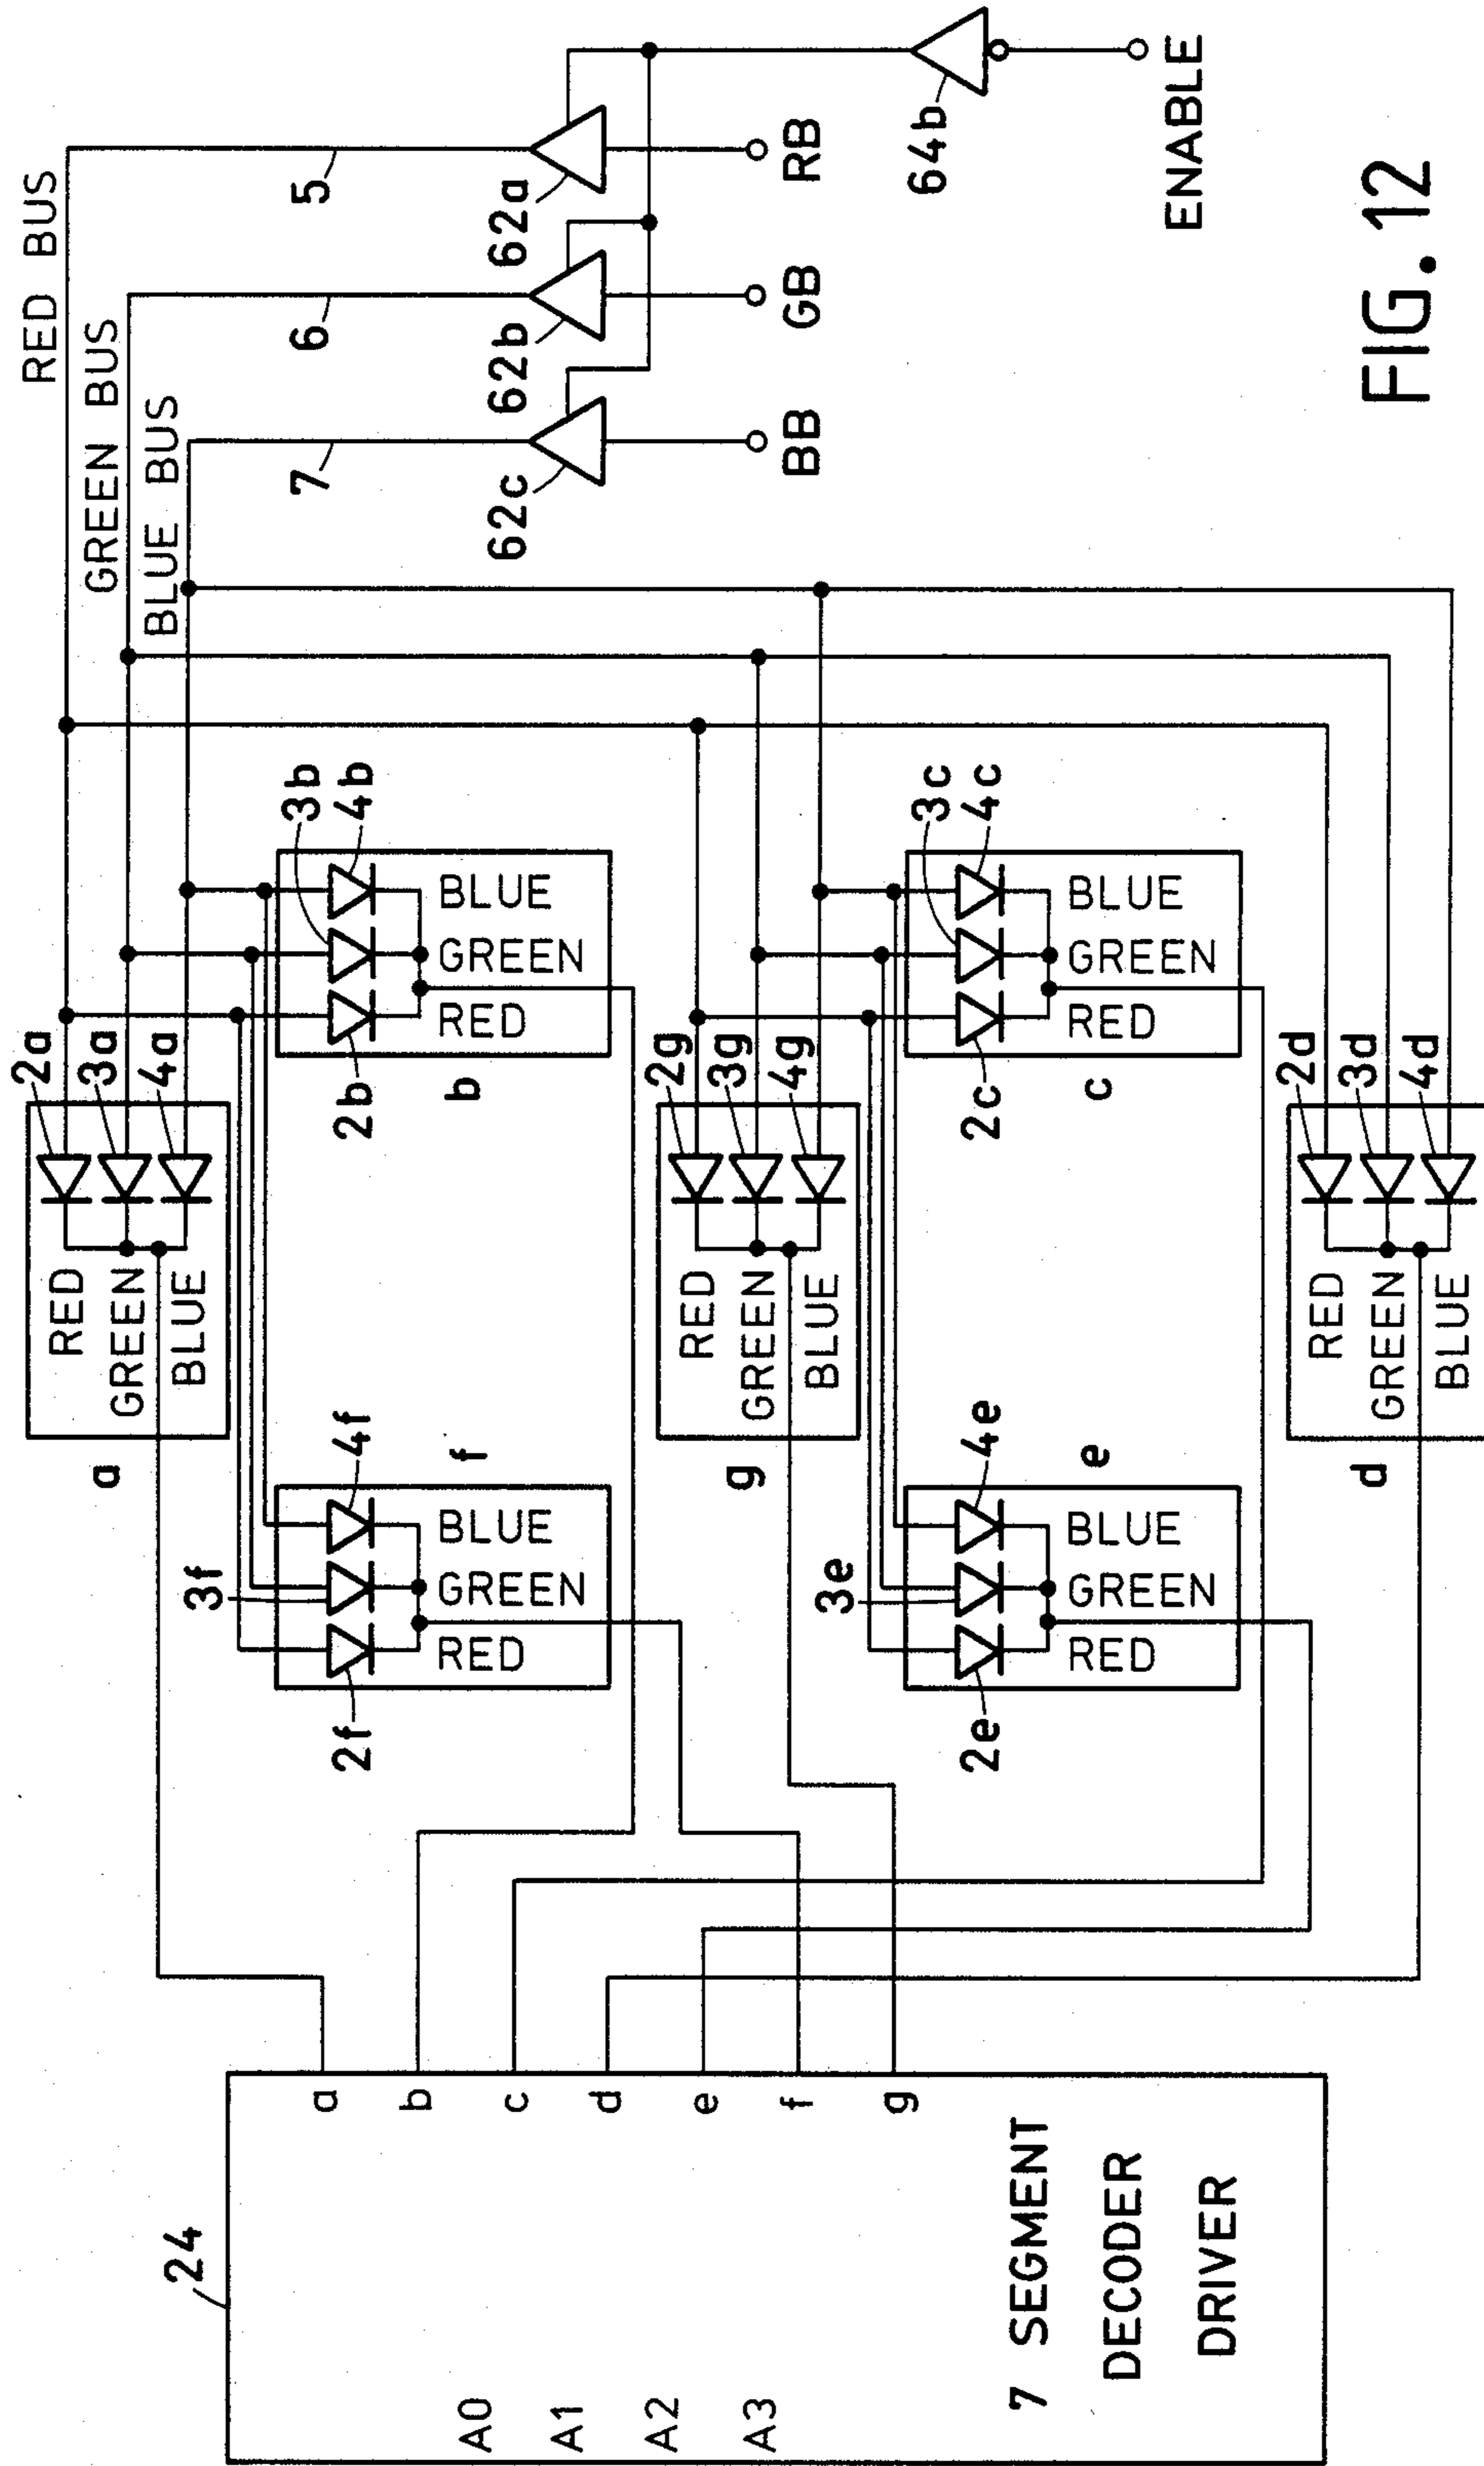 24
A0
A1
A2
A3
7 SEGMENT
DECODER
DRIVER
a
b
c
d
e
f
g
a
RED
GREEN
BLUE
2a
3a
4a
f
2f
3f
4f
RED
GREEN
BLUE
b
2b
3b
4b
RED
GREEN
BLUE
g
RED
GREEN
BLUE
2g
3g
4g
e
2e
3e
4e
RED
GREEN
BLUE
c
2c
3c
4c
RED
GREEN
BLUE
d
RED
GREEN
BLUE
2d
3d
4d
RED BUS
GREEN BUS
BLUE BUS
7
6
5
62c
62b
62a
BB
GB
RB
64b
ENABLE
FIG. 12